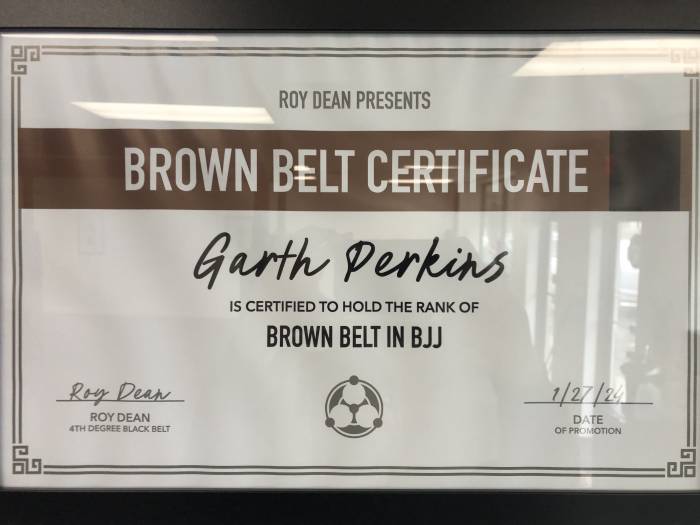 ROY DEAN PRESENTS
BROWN BELT CERTIFICATE
Garth Perkins
IS CERTIFIED TO HOLD THE RANK OF
BROWN BELT IN BJJ
Roy Dean
ROY DEAN
4TH DEGREE BLACK BELT
1/27/24
DATE
OF PROMOTION